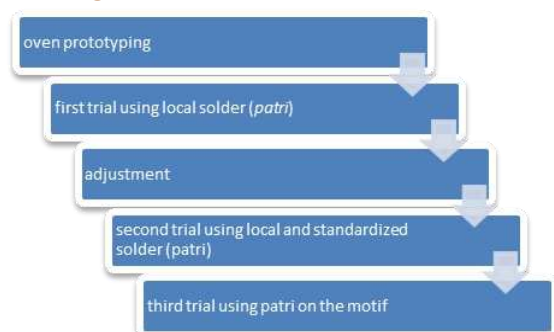 oven prototyping
first trial using local solder (patri)
adjustment
second trial using local and standardized
solder (patri)
third trial using patri on the motif